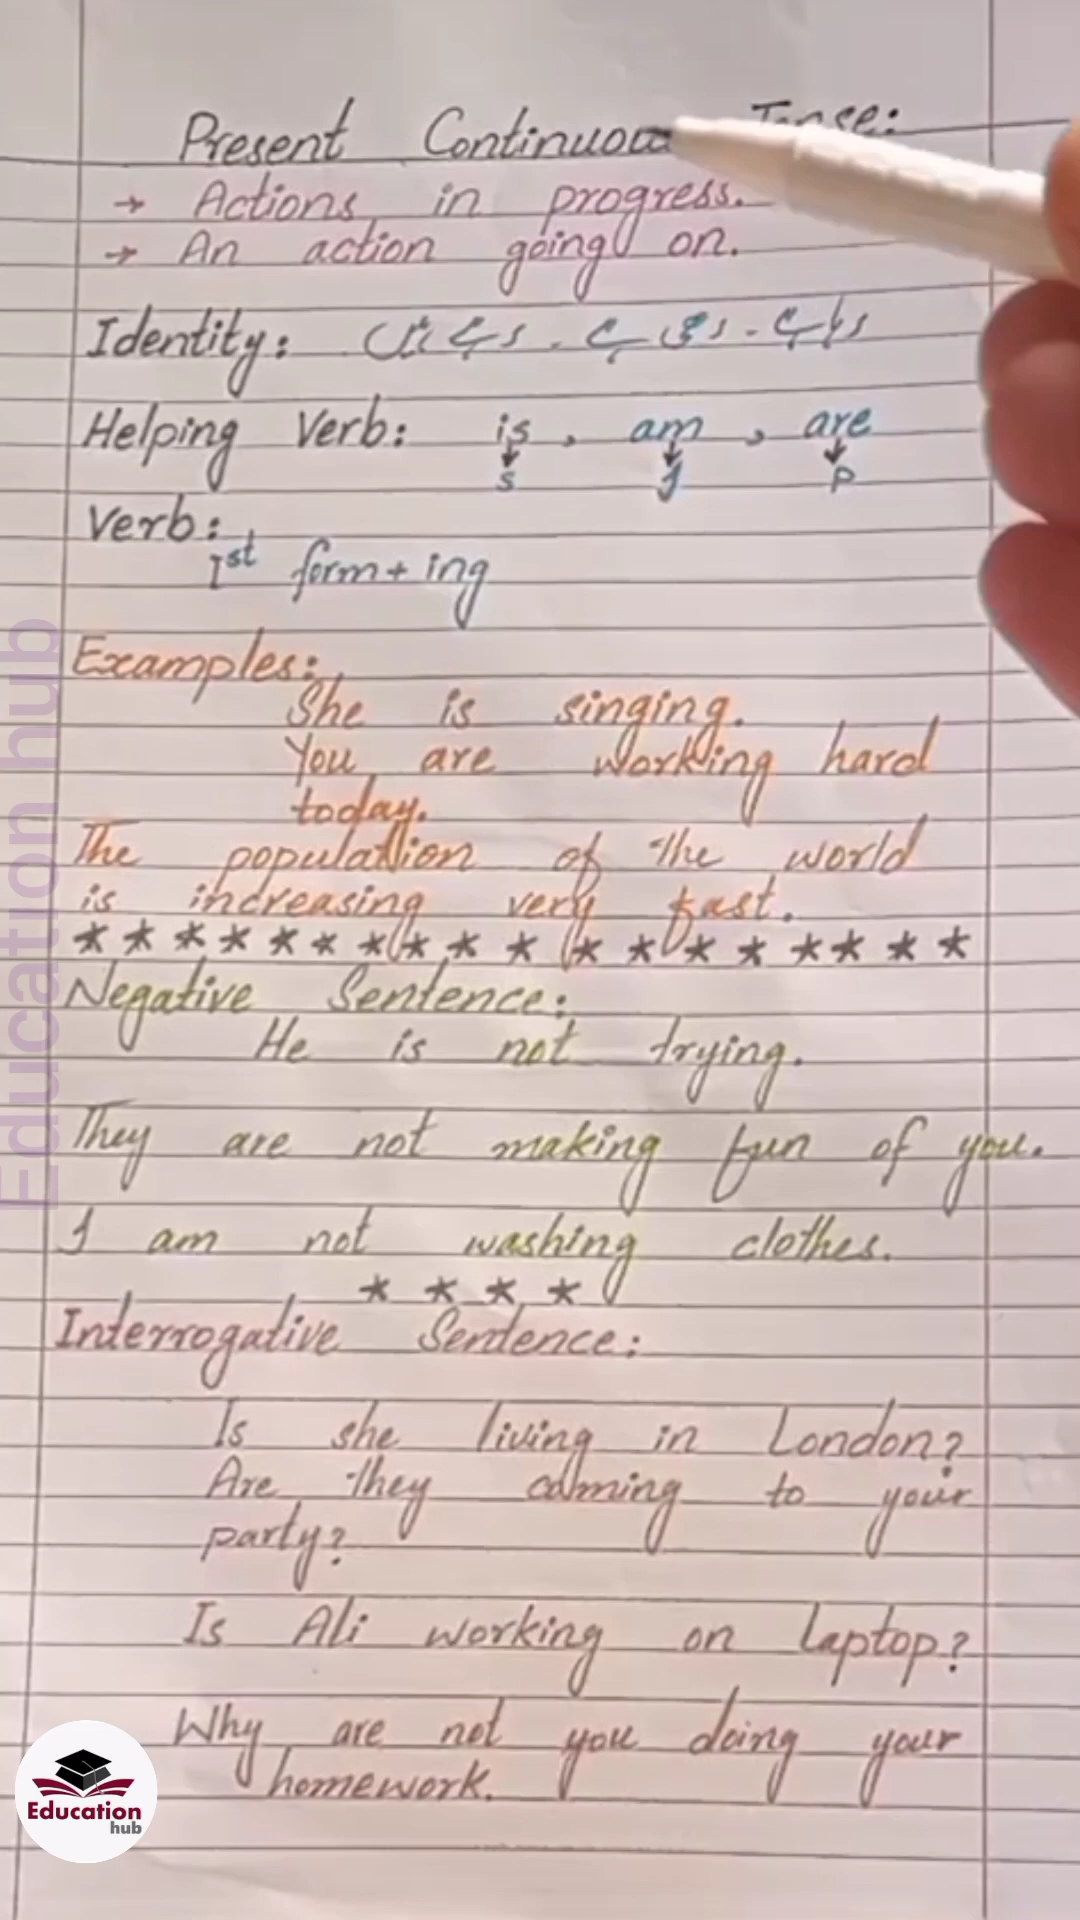 Present Continuou Tense:
→ Actions in progress.
→ An action going on.
Identity:
Helping Verb: is, am, are
s I P
Verb:
Ist form + ing
Examples:
She is singing.
You are working hard
today.
The population of the world
is increasing very fast.
* * * * * * * * * * * * * * * * * *
Negative Sentence:
He is not trying.
They are not making fun of you.
I am not washing clothes.
* * * *
Interrogative Sentence:
Is she living in London?
Are they coming to your
party?
Is Ali working on laptop?
Why are not you doing your
homework.
Education hub
Education
hub